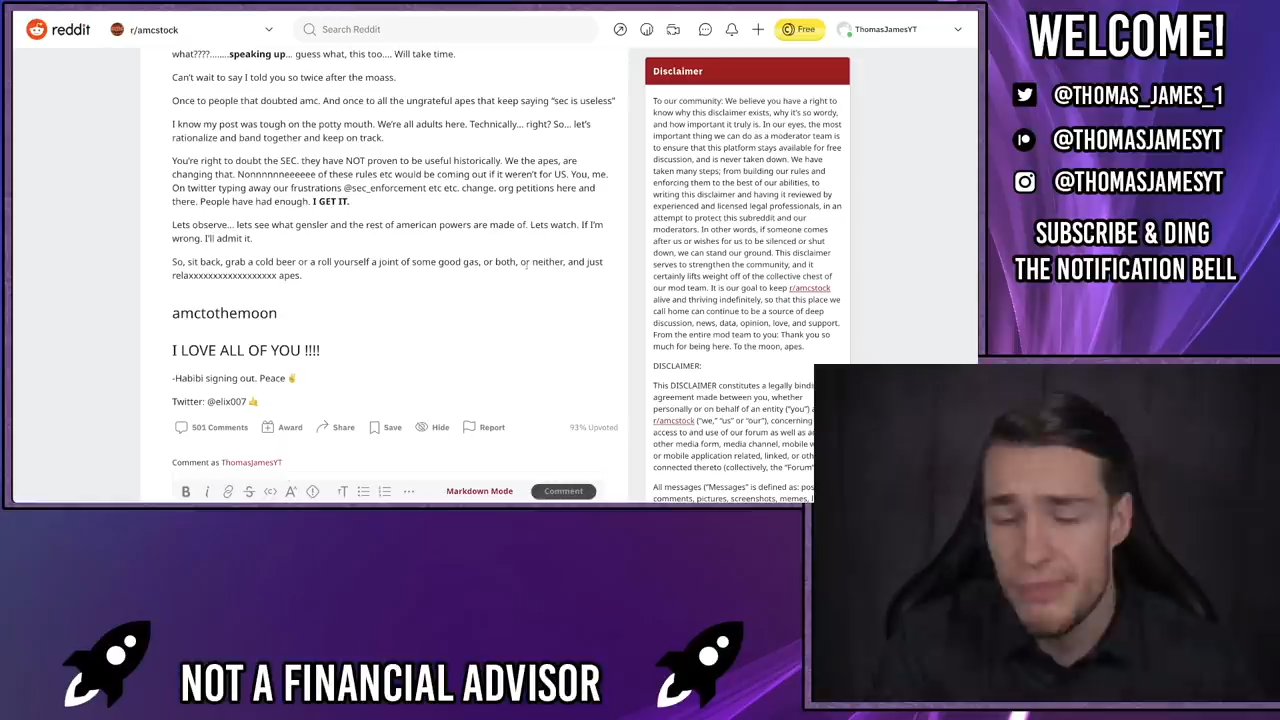 reddit
r/amcstock
Search Reddit
Free
ThomasJamesYT
what????........speaking up... guess what, this too.... Will take time.
Can't wait to say I told you so twice after the moass.
Once to people that doubted amc. And once to all the ungrateful apes that keep saying "sec is useless"
I know my post was tough on the potty mouth. We're all adults here. Technically... right? So... let's
rationalize and band together and keep on track.
You're right to doubt the SEC. they have NOT proven to be useful historically. We the apes, are
changing that. Nonnnnnneeeeee of these rules etc would be coming out if it weren't for US. You, me.
On twitter typing away our frustrations @sec_enforcement etc etc. change. org petitions here and
there. People have had enough. I GET IT.
Lets observe... lets see what gensler and the rest of american powers are made of. Lets watch. If I'm
wrong. I'll admit it.
So, sit back, grab a cold beer or a roll yourself a joint of some good gas, or both, or neither, and just
relaxxxxxxxxxxxxxxxxxx apes.
amctothemoon
I LOVE ALL OF YOU !!!!
-Habibi signing out. Peace ✌
Twitter: @elix007 🤙
501 Comments
Award
Share
Save
Hide
Report
93% Upvoted
Comment as ThomasJamesYT
Markdown Mode
Comment
Disclaimer
To our community: We believe you have a right to
know why this disclaimer exists, why it's so wordy,
and how important it truly is. In our eyes, the most
important thing we can do as a moderator team is
to ensure that this platform stays available for free
discussion, and is never taken down. We have
taken many steps; from building our rules and
enforcing them to the best of our abilities, to
writing this disclaimer and having it reviewed by
experienced and licensed legal professionals, in an
attempt to protect this subreddit and our
moderators. In other words, if someone comes
after us or wishes for us to be silenced or shut
down, we can stand our ground. This disclaimer
serves to strengthen the community, and it
certainly lifts weight off of the collective chest of
our mod team. It is our goal to keep r/amcstock
alive and thriving indefinitely, so that this place we
call home can continue to be a source of deep
discussion, news, data, opinion, love, and support.
From the entire mod team to you: Thank you so
much for being here. To the moon, apes.
DISCLAIMER:
This DISCLAIMER constitutes a legally
agreement made between you, whether
personally or on behalf of an entity ("you")
r/amcstock ("we," "us" or "our"), concerning
access to and use of our forum as well as
other media form, media channel, mobile
or mobile application related, linked, or
connected thereto (collectively, the "Forum"
All messages ("Messages" is defined as:
comments, pictures, screenshots, memes,
WELCOME!
@THOMAS_JAMES_1
@THOMASJAMESYT
@THOMASJAMESYT
SUBSCRIBE & DING
THE NOTIFICATION BELL
NOT A FINANCIAL ADVISOR